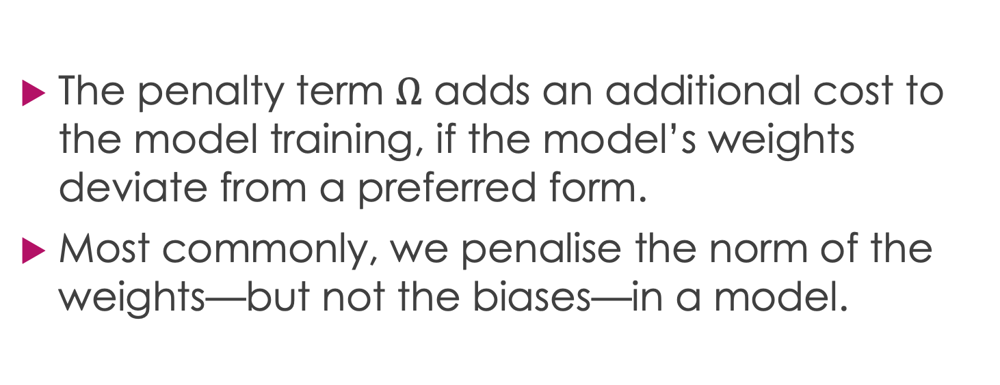 The penalty term Ω adds an additional cost to
the model training, if the model’s weights
deviate from a preferred form.
Most commonly, we penalise the norm of the
weights—but not the biases—in a model.